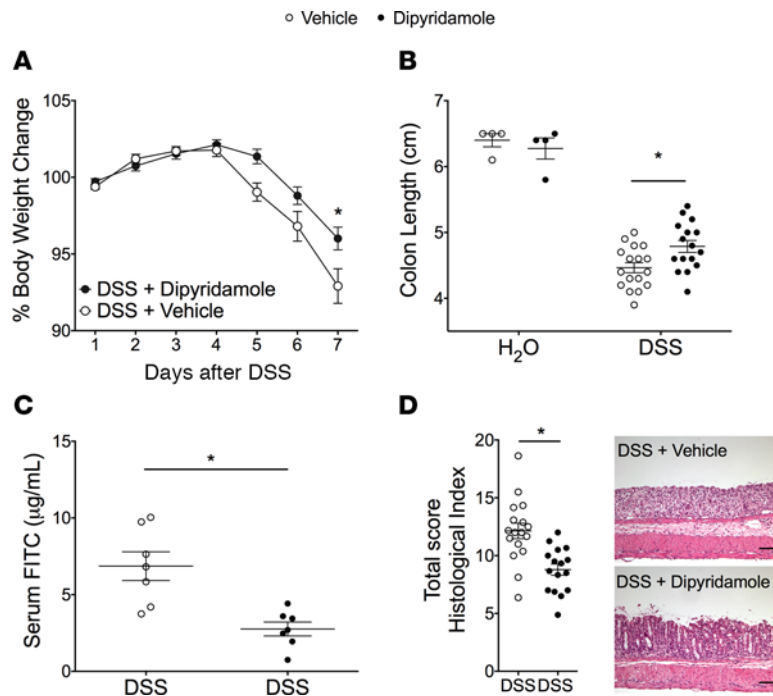 ○ Vehicle ● Dipyridamole
A
% Body Weight Change
105
100
95
90
DSS + Dipyridamole
DSS + Vehicle
*
1 2 3 4 5 6 7
Days after DSS
B
Colon Length (cm)
7
6
5
4
*
H₂O DSS
C
Serum FITC (μg/mL)
15
10
5
0
*
DSS DSS
D
Total score
Histological Index
20
15
10
5
0
*
DSS DSS
DSS + Vehicle
DSS + Dipyridamole